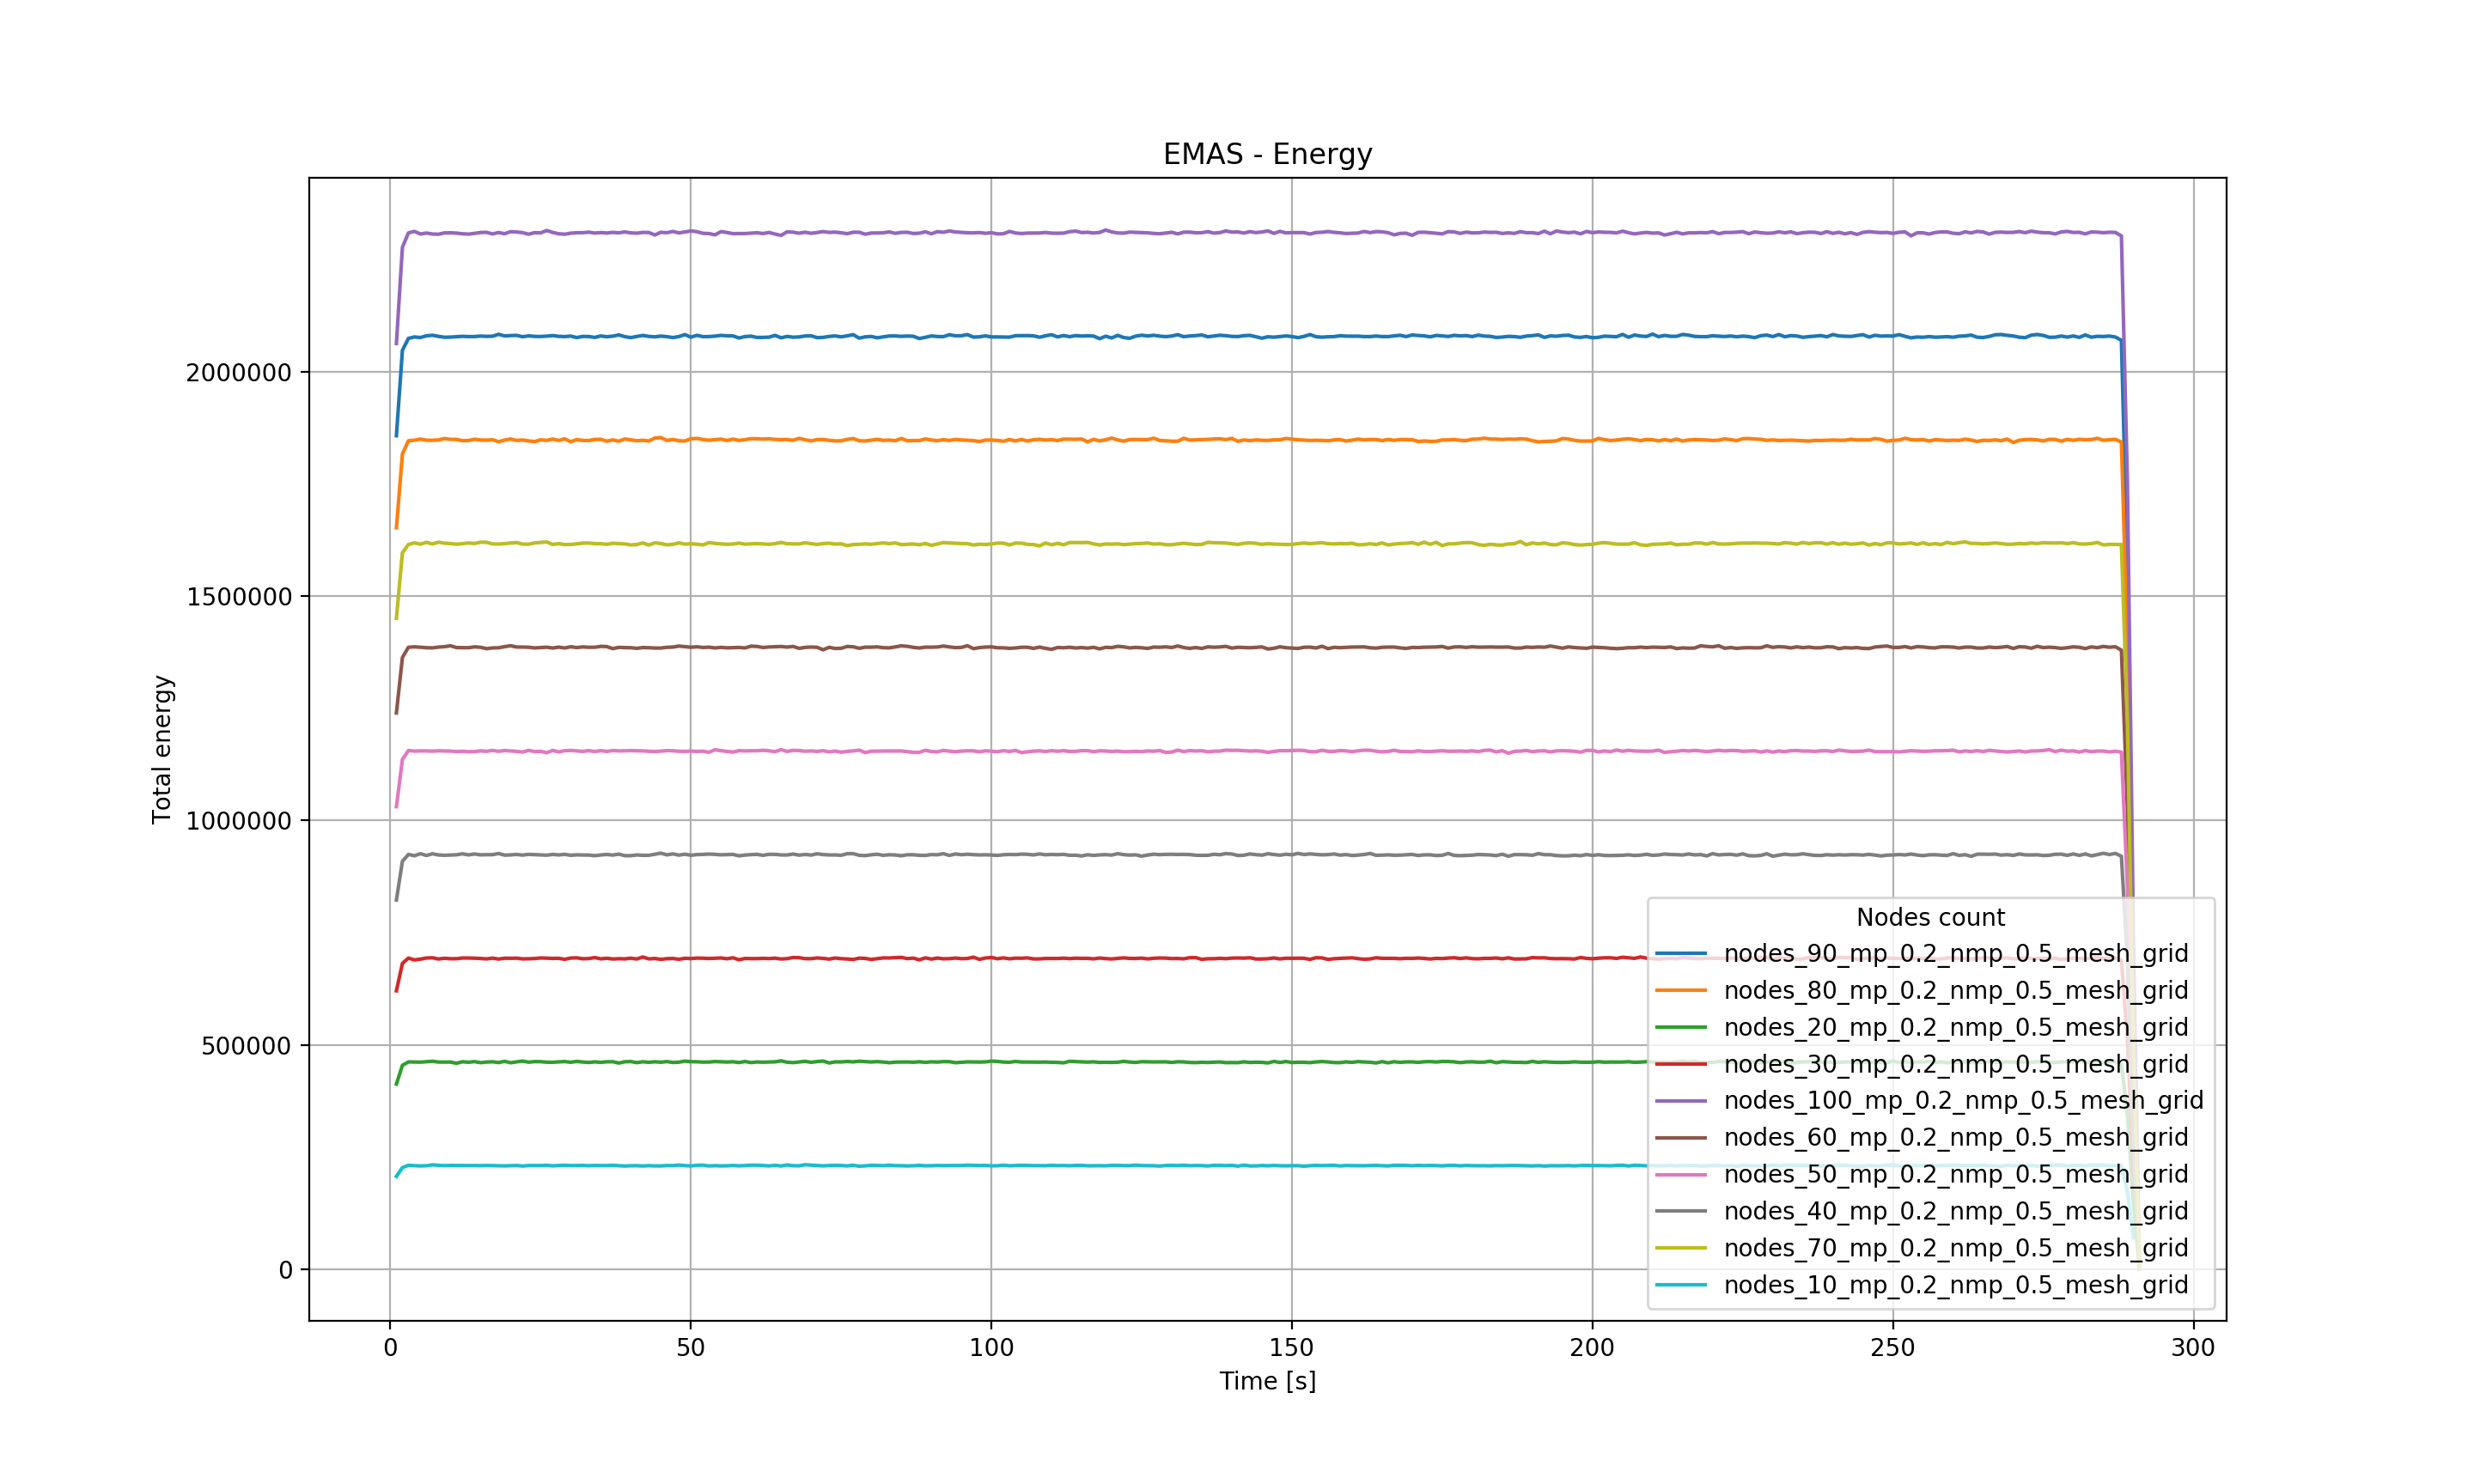 EMAS - Energy
Total energy
2000000
1500000
1000000
500000
0
0 50 100 150 200 250 300
Time [s]
Nodes count
nodes_90_mp_0.2_nmp_0.5_mesh_grid
nodes_80_mp_0.2_nmp_0.5_mesh_grid
nodes_20_mp_0.2_nmp_0.5_mesh_grid
nodes_30_mp_0.2_nmp_0.5_mesh_grid
nodes_100_mp_0.2_nmp_0.5_mesh_grid
nodes_60_mp_0.2_nmp_0.5_mesh_grid
nodes_50_mp_0.2_nmp_0.5_mesh_grid
nodes_40_mp_0.2_nmp_0.5_mesh_grid
nodes_70_mp_0.2_nmp_0.5_mesh_grid
nodes_10_mp_0.2_nmp_0.5_mesh_grid